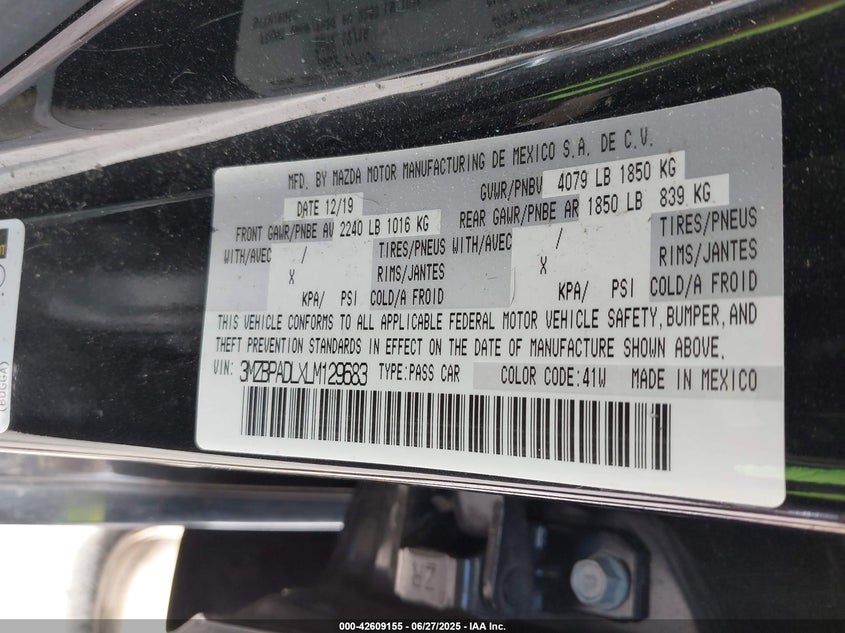 MFD. BY MAZDA MOTOR MANUFACTURING DE MEXICO S.A. DE C.V.
DATE 12/19 GVWR/PNBV 4079 LB 1850 KG
FRONT GAWR/PNBE AV 2240 LB 1016 KG REAR GAWR/PNBE AR 1850 LB 839 KG
WITH/AVEC / TIRES/PNEUS WITH/AVEC / TIRES/PNEUS
X RIMS/JANTES X RIMS/JANTES
KPA/ PSI COLD/A FROID KPA/ PSI COLD/A FROID
THIS VEHICLE CONFORMS TO ALL APPLICABLE FEDERAL MOTOR VEHICLE SAFETY, BUMPER, AND
THEFT PREVENTION STANDARDS IN EFFECT ON THE DATE OF MANUFACTURE SHOWN ABOVE.
VIN: 3MZBPADLXLM129683 TYPE:PASS CAR COLOR CODE:41W MADE IN MEXICO
000-42609155 - 06/27/2025 - IAA Inc.